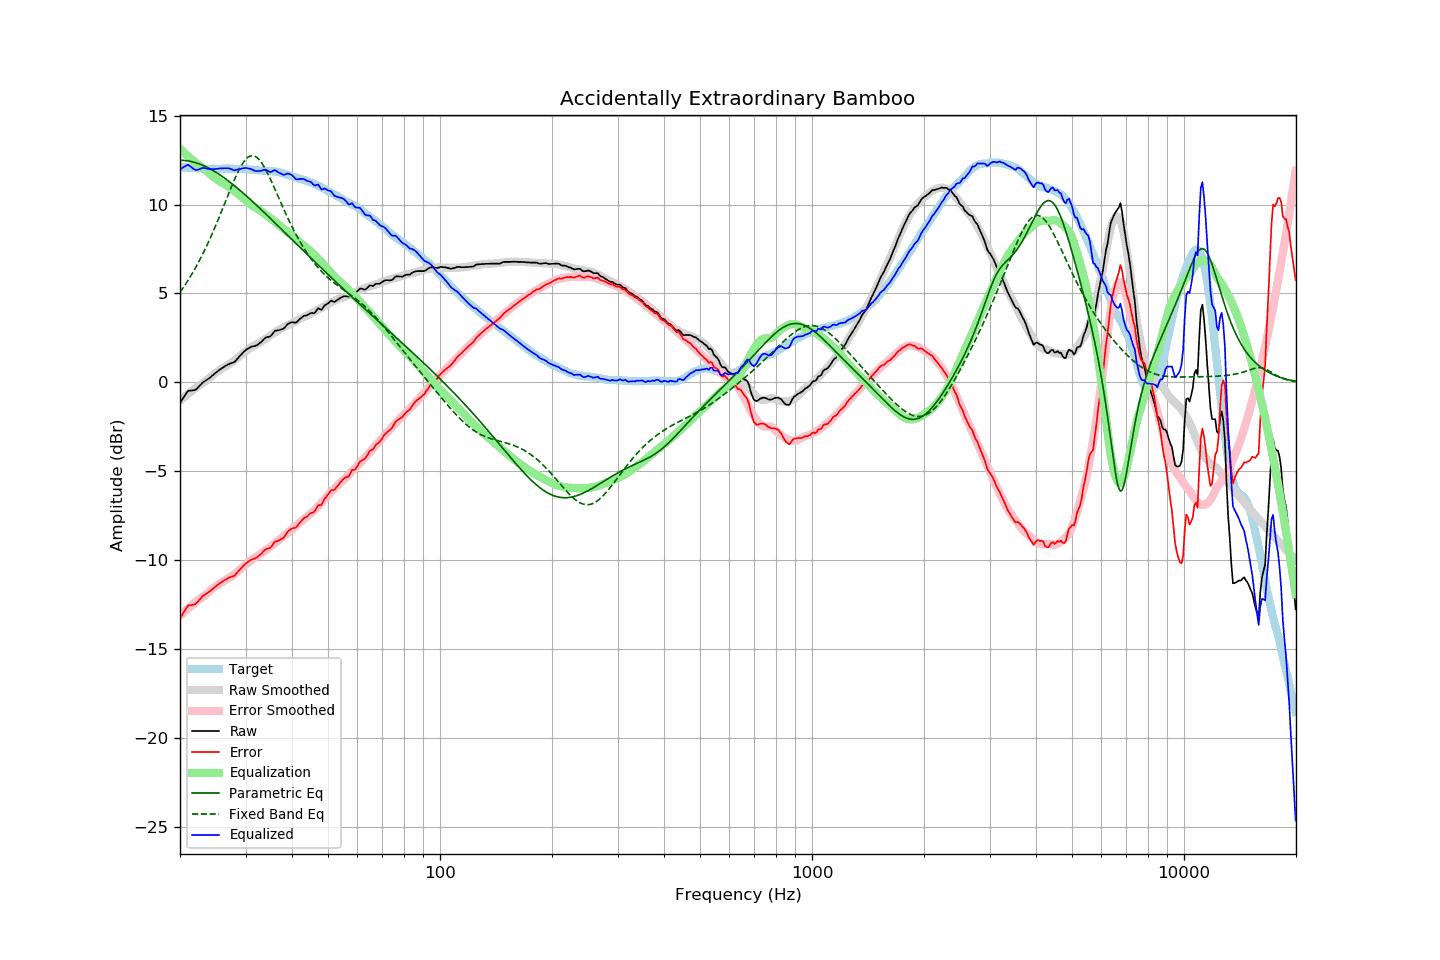 Accidentally Extraordinary Bamboo
15
10
5
0
−5
−10
−15
−20
−25
Amplitude (dBr)
Target
Raw Smoothed
Error Smoothed
Raw
Error
Equalization
Parametric Eq
Fixed Band Eq
Equalized
100
1000
10000
Frequency (Hz)